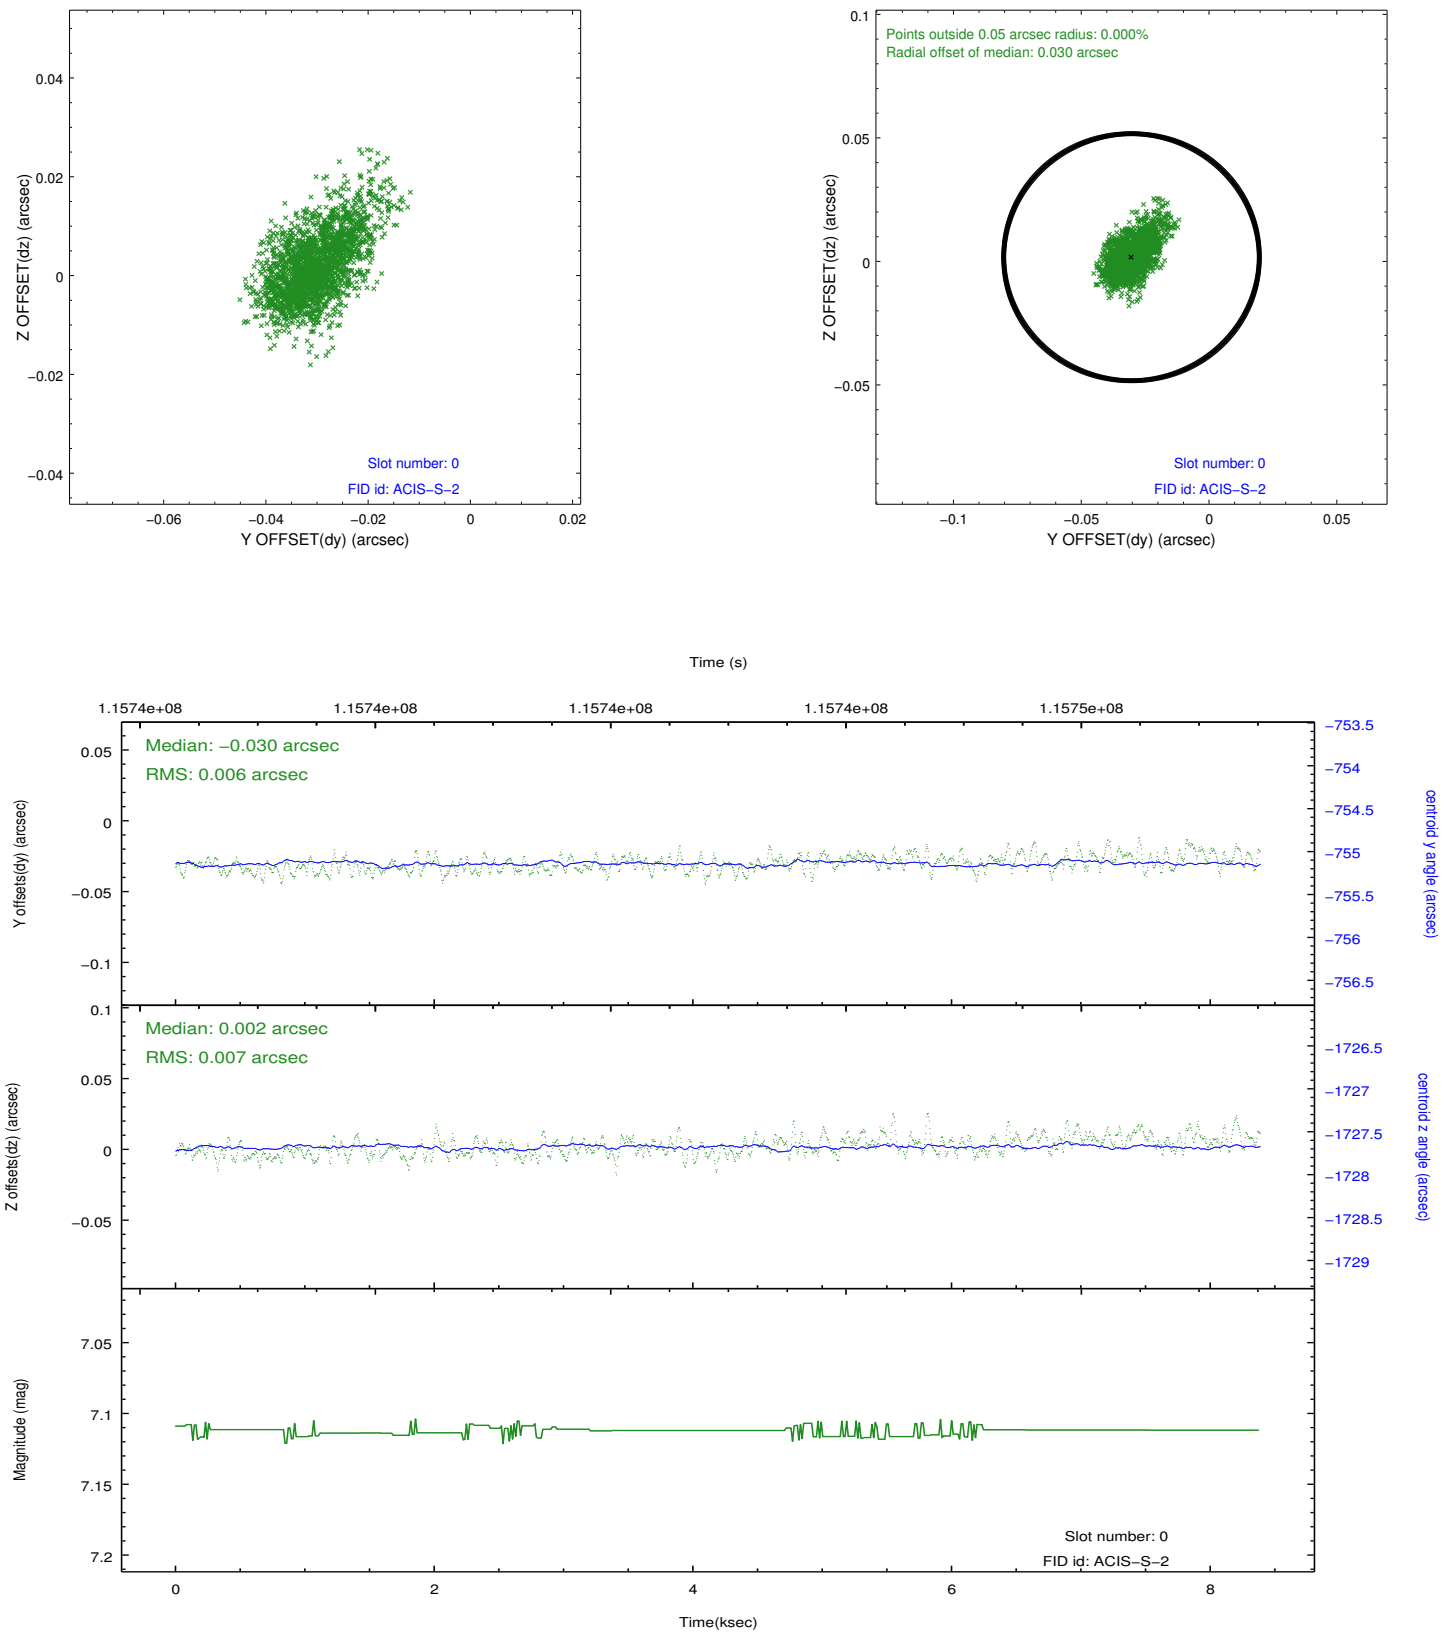 0.04
0.02
0
−0.02
−0.04
Z OFFSET(dz) (arcsec)
Slot number: 0
FID id: ACIS−S−2
−0.06
−0.04
−0.02
0
0.02
Y OFFSET(dy) (arcsec)
0.1
0.05
0
−0.05
Z OFFSET(dz) (arcsec)
Points outside 0.05 arcsec radius: 0.000%
Radial offset of median: 0.030 arcsec
Slot number: 0
FID id: ACIS−S−2
−0.1
−0.05
0
0.05
Y OFFSET(dy) (arcsec)
Time (s)
1.1574e+08
1.1574e+08
1.1574e+08
1.1574e+08
1.1575e+08
Median: −0.030 arcsec
RMS: 0.006 arcsec
0.05
0
−0.05
−0.1
Y offsets(dy) (arcsec)
−753.5
−754
−754.5
−755
−755.5
−756
−756.5
centroid y angle (arcsec)
Median: 0.002 arcsec
RMS: 0.007 arcsec
0.1
0.05
0
−0.05
Z offsets(dz) (arcsec)
−1726.5
−1727
−1727.5
−1728
−1728.5
−1729
centroid z angle (arcsec)
7.05
7.1
7.15
7.2
Magnitude (mag)
Slot number: 0
FID id: ACIS−S−2
0
2
4
6
8
Time(ksec)